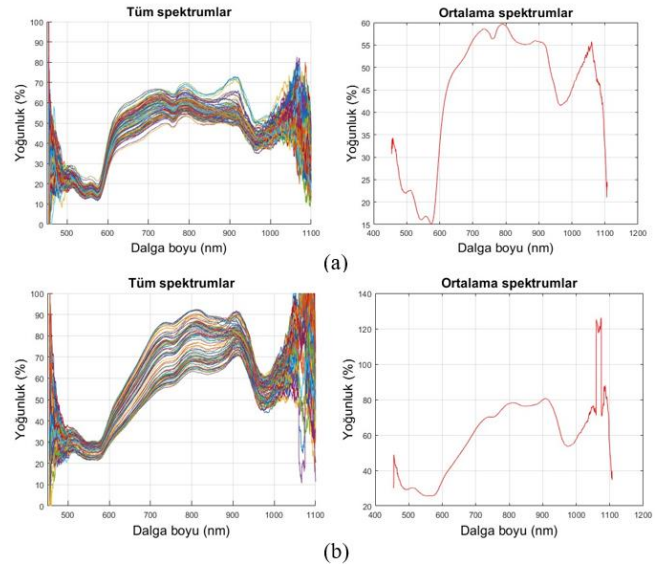 Tüm spektrumlar
Ortalama spektrumlar
Yoğunluk (%)
100
90
80
70
60
50
40
30
20
10
0
500 600 700 800 900 1000 1100
Dalga boyu (nm)
Yoğunluk (%)
60
55
50
45
40
35
30
25
20
15
400 500 600 700 800 900 1000 1100 1200
Dalga boyu (nm)
(a)
Tüm spektrumlar
Ortalama spektrumlar
Yoğunluk (%)
100
90
80
70
60
50
40
30
20
10
0
500 600 700 800 900 1000 1100
Dalga boyu (nm)
Yoğunluk (%)
140
120
100
80
60
40
20
400 500 600 700 800 900 1000 1100 1200
Dalga boyu (nm)
(b)